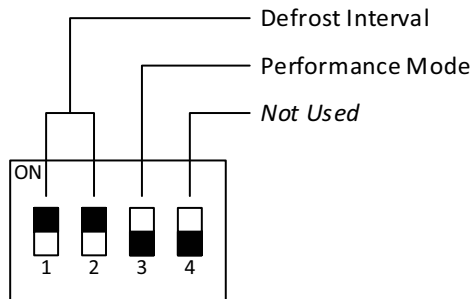 Defrost Interval
Performance Mode
Not Used
ON
1 2 3 4